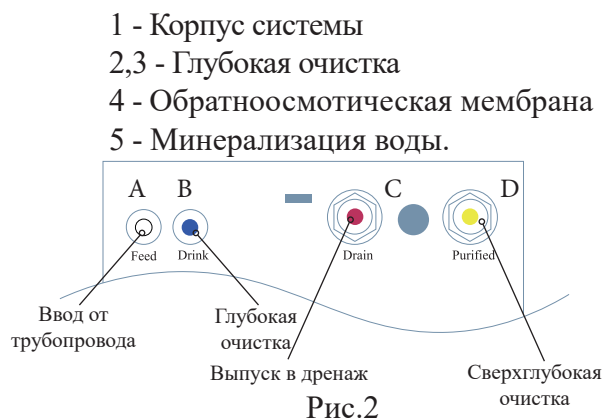 1 - Корпус системы
2,3 - Глубокая очистка
4 - Обратноосмотическая мембрана
5 - Минерализация воды.
A B C D
Feed Drink Drain Purified
Ввод от
трубопровода
Глубокая
очистка
Выпуск в дренаж
Сверхглубокая
очистка
Рис.2